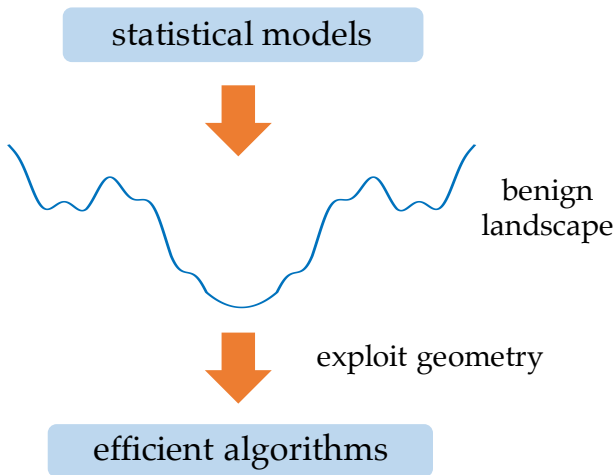 statistical models
benign
landscape
exploit geometry
efficient algorithms